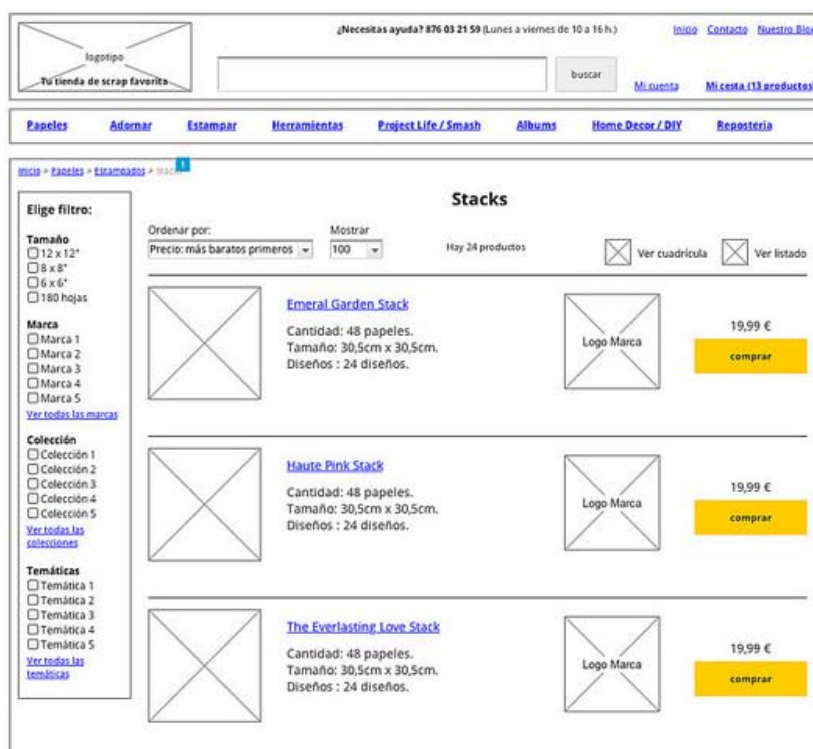 ¿Necesitas ayuda? 876 03 21 59 (Lunes a viernes de 10 a 16 h.)
Inicio Contacto Nuestro Blog
logotipo
Tu tienda de scrap favorita
buscar
Mi cuenta Mi cesta (13 productos)
Papeles Adornar Estampar Herramientas Project Life / Smash Albums Home Decor / DIY Reposteria
Inicio > Papeles > Estampados > Stacks
1
Elige filtro:
Tamaño
12 x 12"
8 x 8"
6 x 6"
180 hojas
Marca
Marca 1
Marca 2
Marca 3
Marca 4
Marca 5
Ver todas las marcas
Colección
Colección 1
Colección 2
Colección 3
Colección 4
Colección 5
Ver todas las
colecciones
Temáticas
Temática 1
Temática 2
Temática 3
Temática 4
Temática 5
Ver todas las
temáticas
Stacks
Ordenar por: Mostrar
Precio: más baratos primeros 100 Hay 24 productos Ver cuadrícula Ver listado
Emeral Garden Stack
Cantidad: 48 papeles.
Tamaño: 30,5cm x 30,5cm.
Diseños : 24 diseños.
Logo Marca
19,99 €
comprar
Haute Pink Stack
Cantidad: 48 papeles.
Tamaño: 30,5cm x 30,5cm.
Diseños : 24 diseños.
Logo Marca
19,99 €
comprar
The Everlasting Love Stack
Cantidad: 48 papeles.
Tamaño: 30,5cm x 30,5cm.
Diseños : 24 diseños.
Logo Marca
19,99 €
comprar